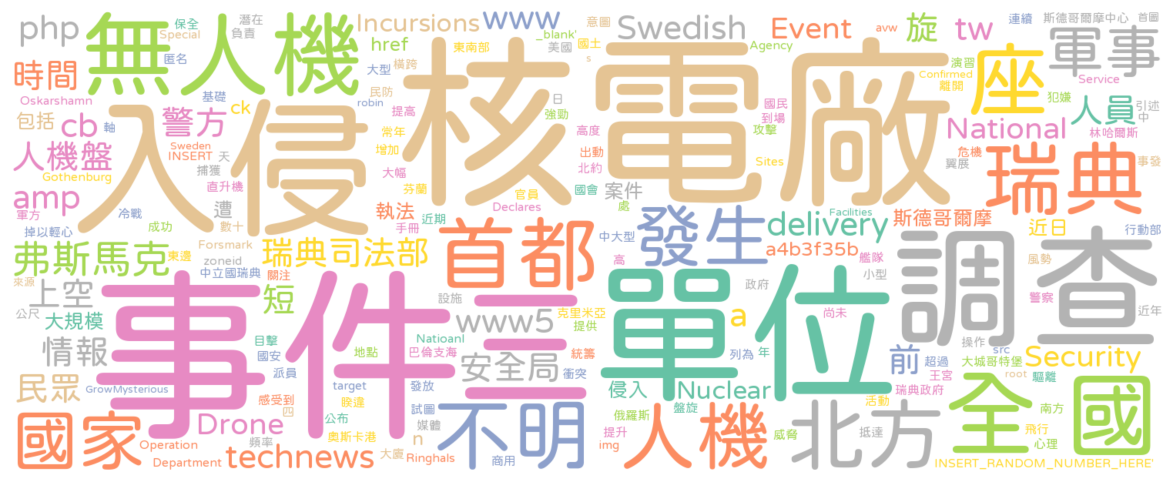 php
保全
Special
匿名
潛在
負責
無人機
Incursions
www
_blank'
href
東南部
美國
意圖
國土
s
Swedish
Event
Agency
avw
旋
tw
連續
斯德哥爾摩中心
首圖
軍事
時間
Oskarshamn
包括
cb
軸
ck
基礎
大型
民防
robin
橫跨
提高
核電廠
座
演習
Confirmed
離開
Service
犯嫌
人員
引述
中
林哈爾斯
入侵
警方
人機盤
Sweden
INSERT
天
Gothenburg
捕獲
直升機
常年
增加
大幅
日
強勁
高度
出動
北約
國民
到場
攻擊
Sites
National
危機
翼展
事發
瑞典
amp
軍方
冷戰
成功
遭
數十
執法
手冊
近期
芬蘭
官員
Declares
國會
案件
處
Facilities
掉以輕心
弗斯馬克
東邊
Forsmark
zoneid
中立國瑞典
關注
瑞典司法部
首都
中大型
發生
高
delivery
a4b3f35b
艦隊
小型
斯德哥爾摩
近日
行動部
風勢
警察
近年
東源
公尺
上空
大規模
短
設施
www5
克里米亞
提供
政府
a
尚未
調查
事件
三
單位
情報
目擊
國安
派員
地點
Natioanl
巴倫支海
安全局
統籌
衝突
列為
年
前
操作
src
超過
大城哥特堡
王宮
root
Security
驅離
民眾
GrowMysterious
感受到
四
target
睽違
公布
發放
試圖
媒體
侵入
Nuclear
瑞典政府
活動
盤旋
威脅
俄羅斯
全國
南方
飛行
心理
國家
Drone
Operation
Department
technews
頻率
奧斯卡港
大廈
Ringhals
n
不明
商用
提升
img
人機
北方
抵達
INSERT_RANDOM_NUMBER_HERE'